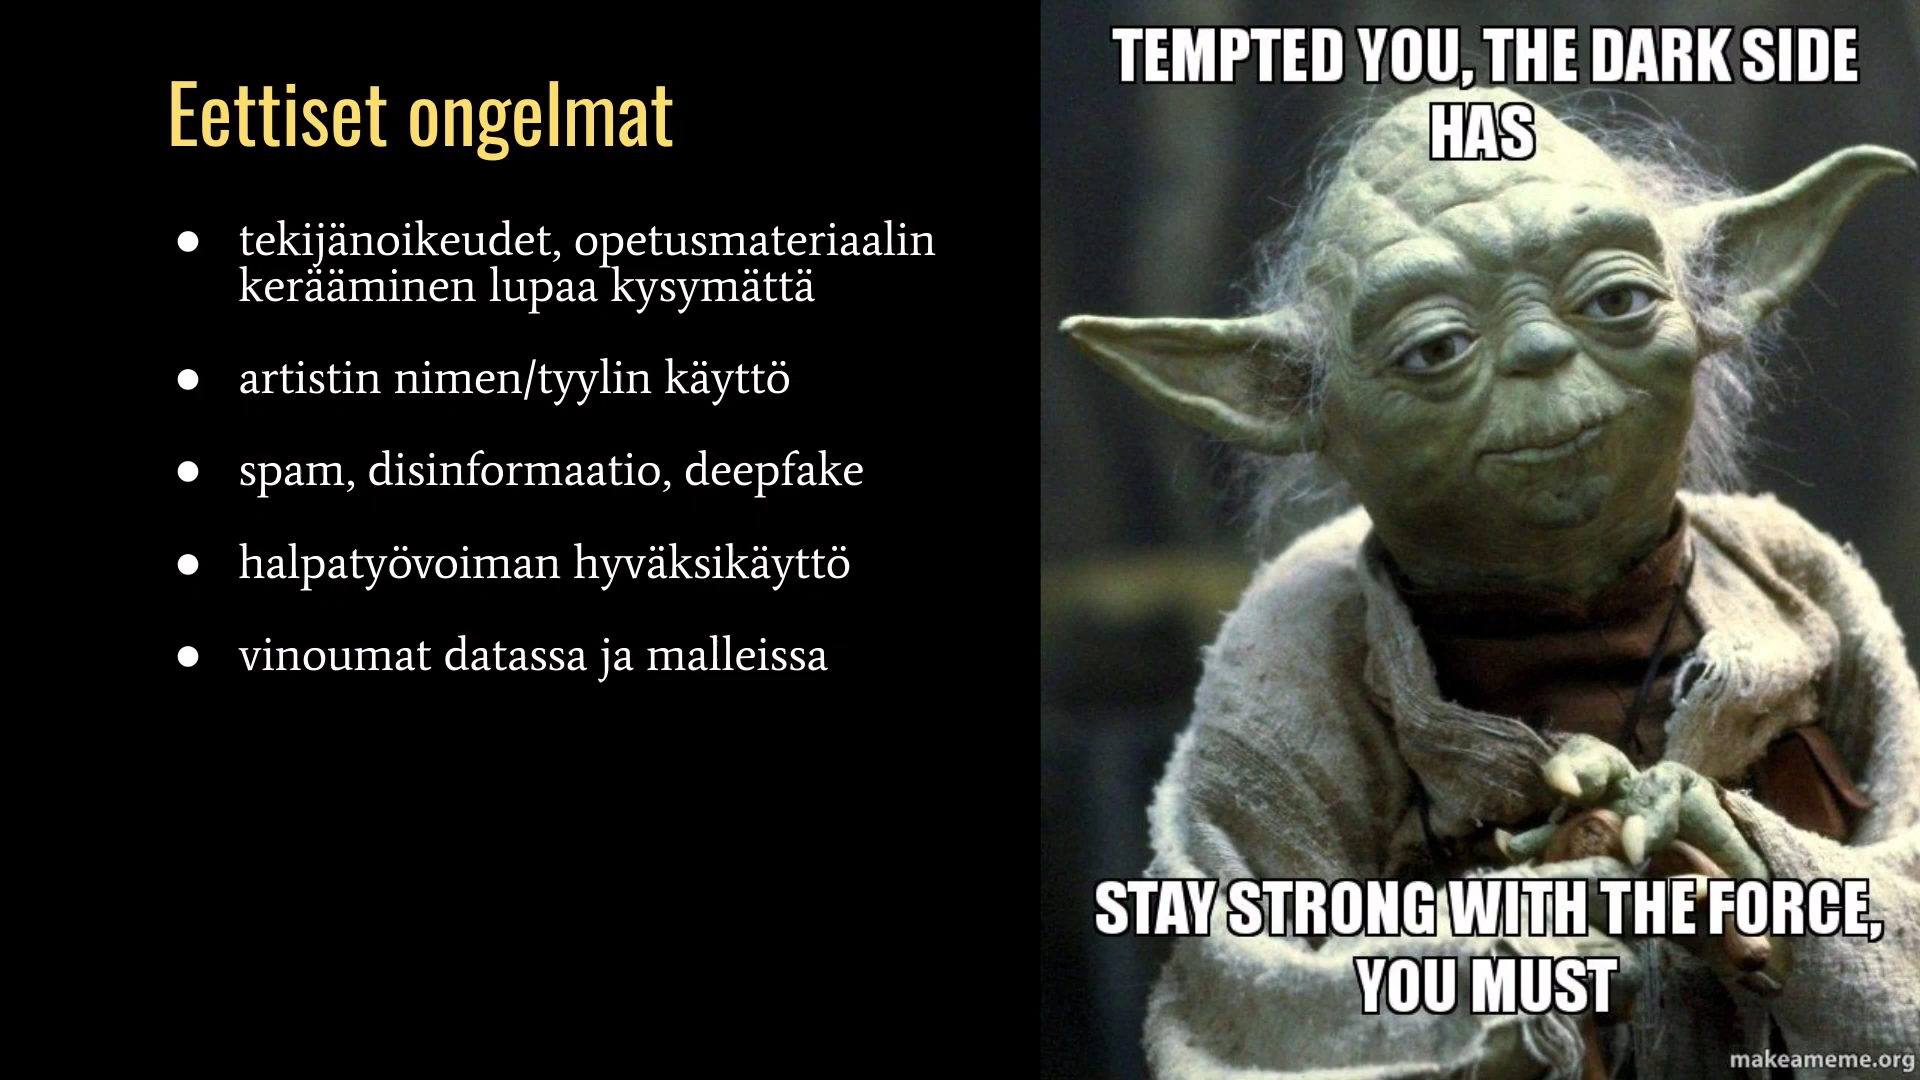 Eettiset ongelmat
● tekijänoikeudet, opetusmateriaalin
kerääminen lupaa kysymättä
● artistin nimen/tyylin käyttö
● spam, disinformaatio, deepfake
● halpatyövoiman hyväksikäyttö
● vinoumat datassa ja malleissa
TEMPTED YOU, THE DARK SIDE
HAS
STAY STRONG WITH THE FORCE,
YOU MUST
makeameme.org